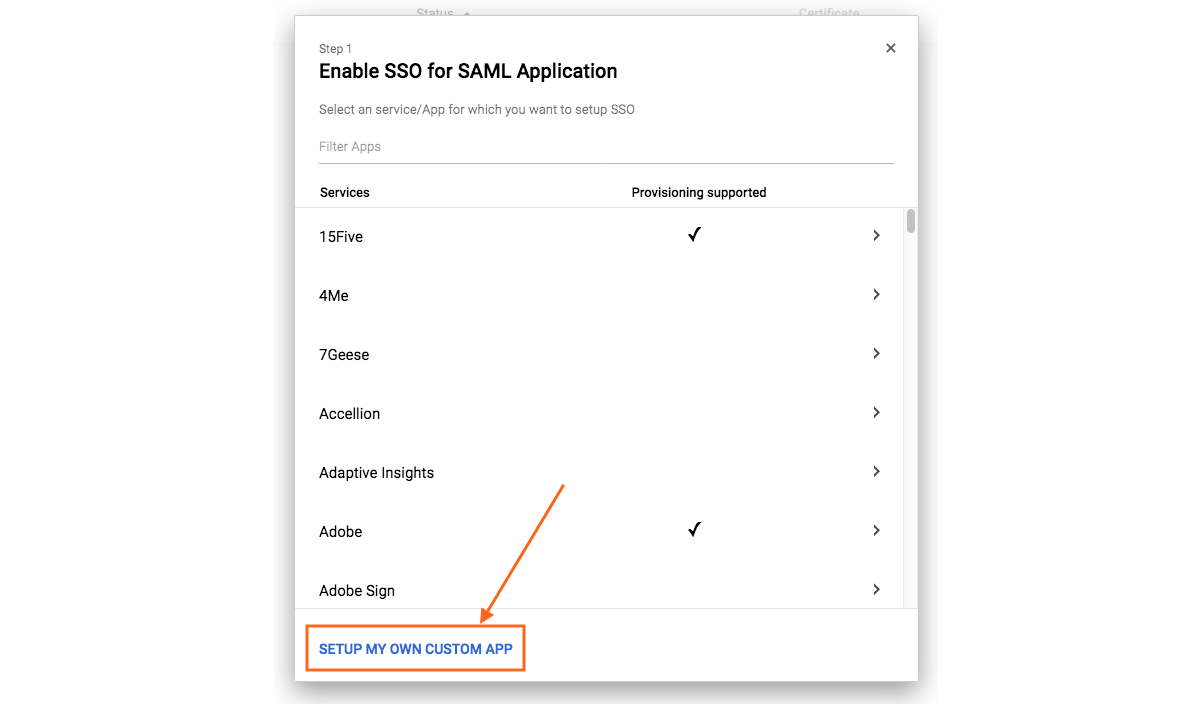 Status
Certificate
Step 1
Enable SSO for SAML Application
Select an service/App for which you want to setup SSO
Filter Apps
Services Provisioning supported
15Five
4Me
7Geese
Accellion
Adaptive Insights
Adobe
Adobe Sign
SETUP MY OWN CUSTOM APP